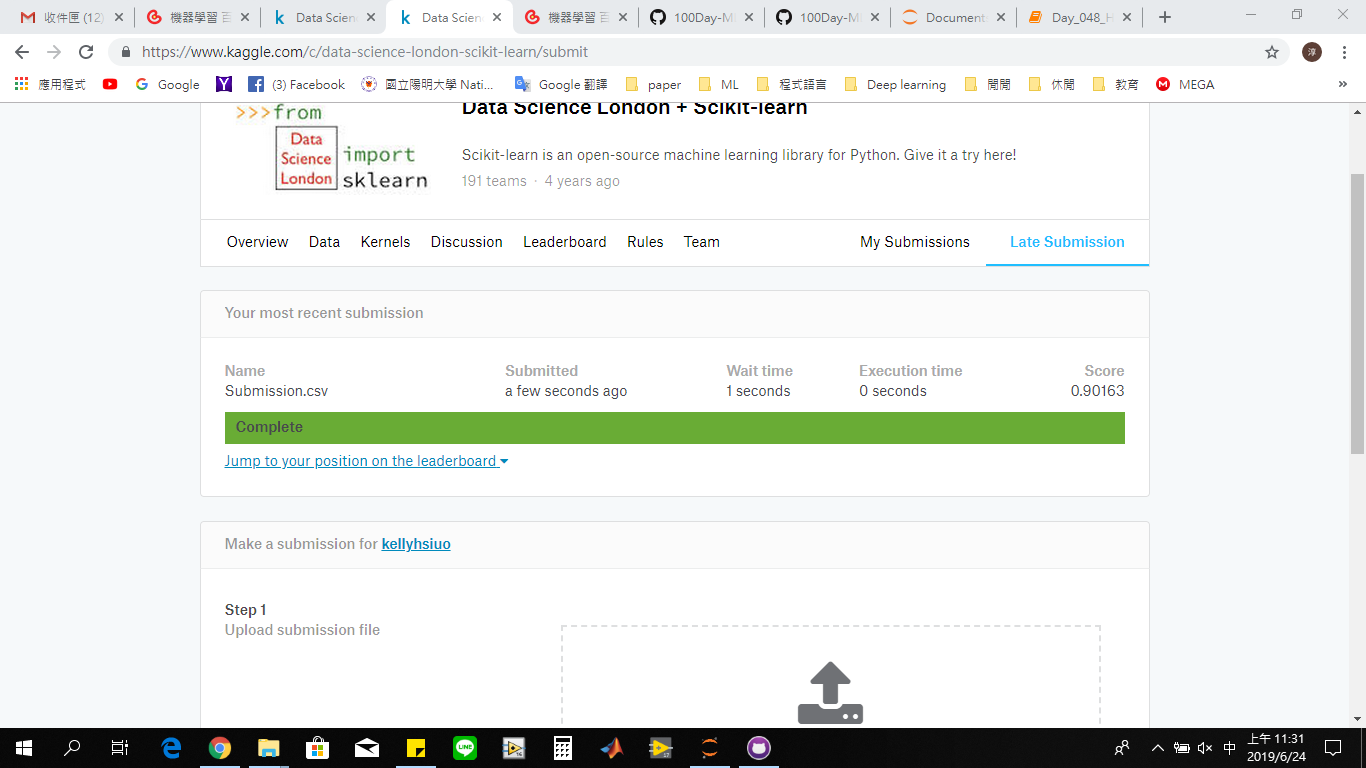 收件匣 (12)
機器學習 百
Data Scien
Data Scien
機器學習 百
100Day-M
100Day-M
Document
Day_048_H
https://www.kaggle.com/c/data-science-london-scikit-learn/submit
淳
應用程式
Google
(3) Facebook
國立陽明大學 Nati...
Google 翻譯
paper
ML
程式語言
Deep learning
閒閒
休閒
教育
MEGA
»
>>>from
Data
Science
London
import
sklearn
Data Science London + Scikit-learn
Scikit-learn is an open-source machine learning library for Python. Give it a try here!
191 teams · 4 years ago
Overview Data Kernels Discussion Leaderboard Rules Team My Submissions Late Submission
Your most recent submission
Name Submitted Wait time Execution time Score
Submission.csv a few seconds ago 1 seconds 0 seconds 0.90163
Complete
Jump to your position on the leaderboard
Make a submission for kellyhsiuo
Step 1
Upload submission file
LINE
中
上午 11:31
2019/6/24